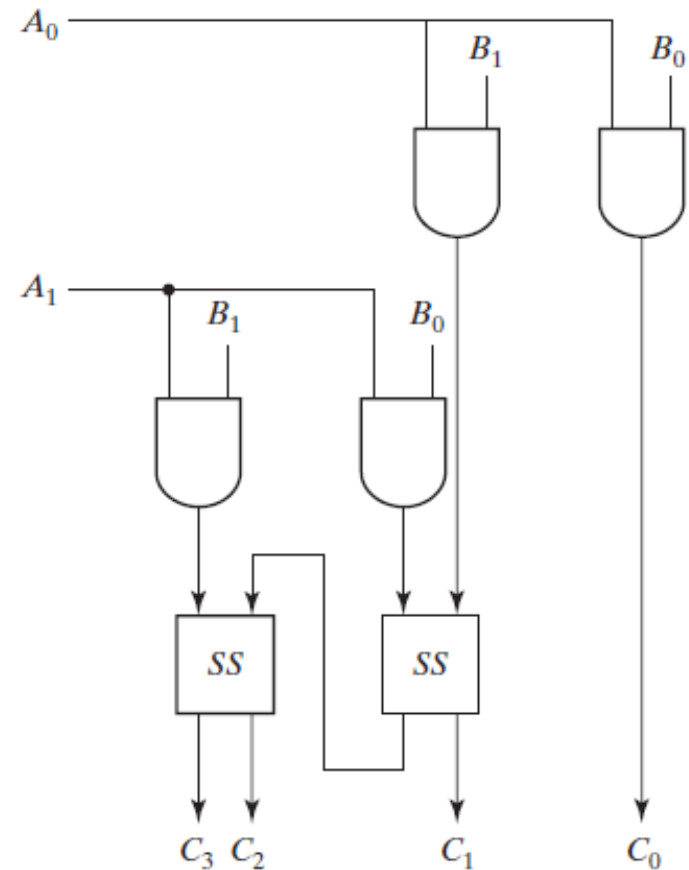 A₀
B₁ B₀
A₁
B₁ B₀
SS SS
C₃ C₂ C₁ C₀